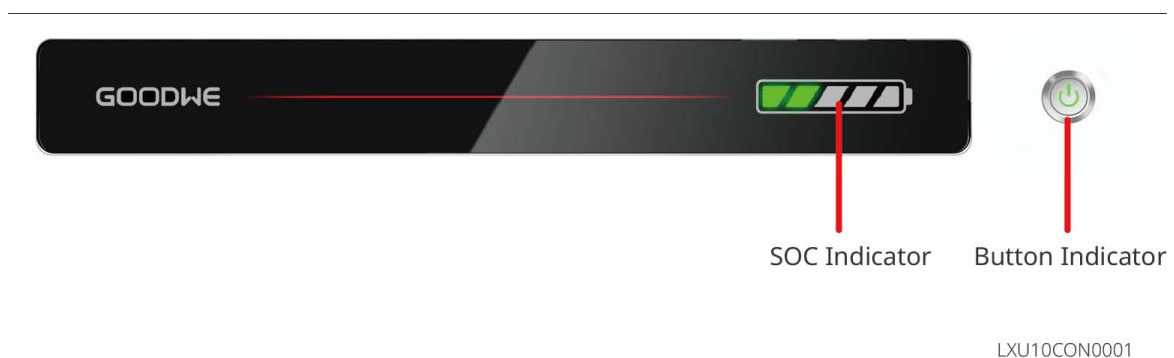 GOODWE
SOC Indicator
Button Indicator
LXU10CON0001